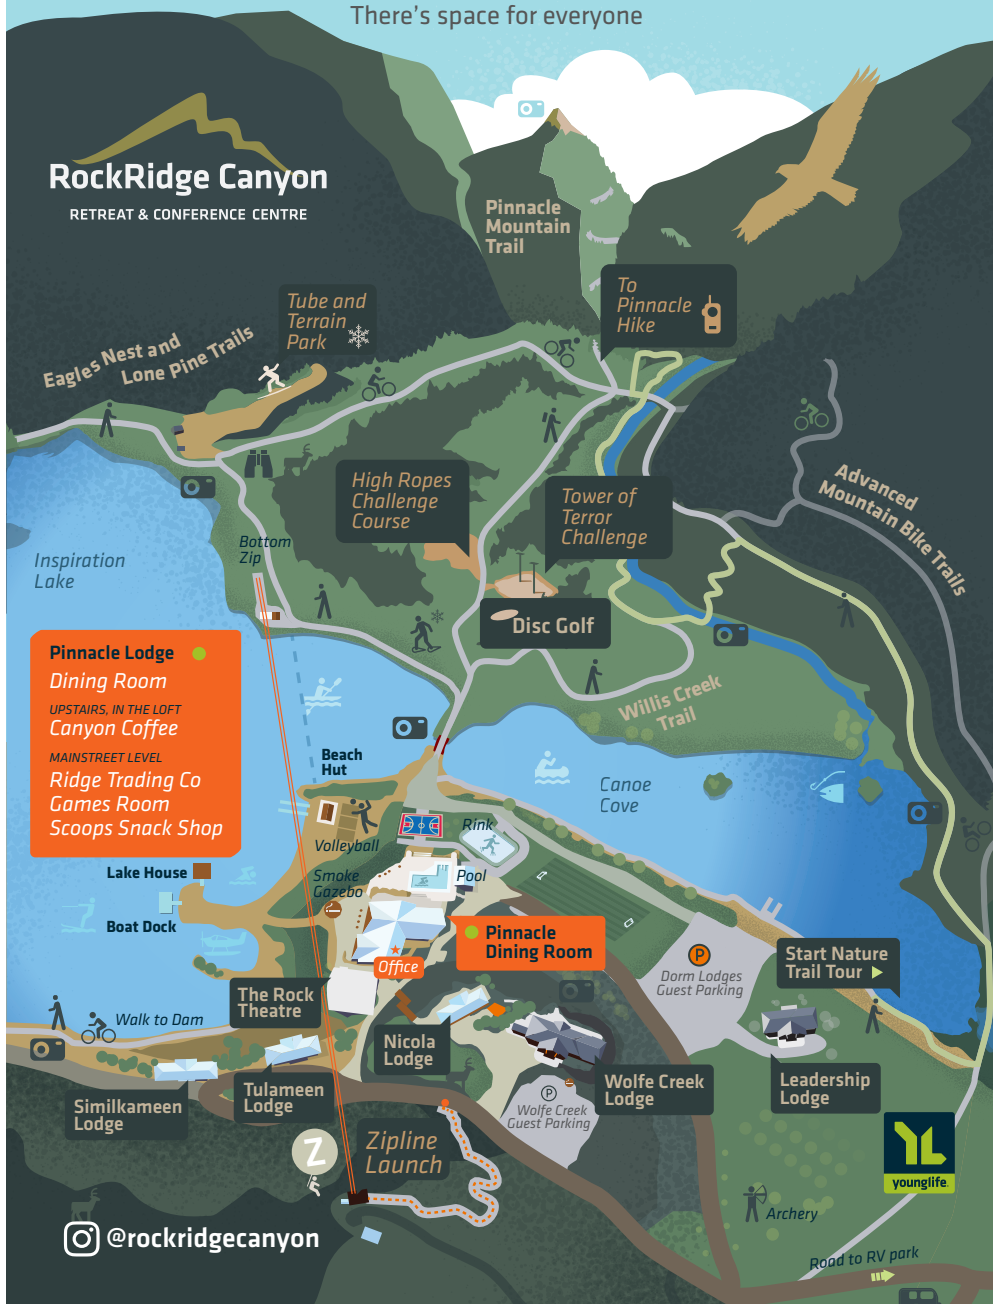 There's space for everyone
RockRidge Canyon
RETREAT & CONFERENCE CENTRE
Pinnacle
Mountain
Trail
To
Pinnacle
Hike
Tube and
Terrain
Park
Eagles Nest and
Lone Pine Trails
High Ropes
Challenge
Course
Tower of
Terror
Challenge
Advanced
Mountain Bike Trails
Inspiration
Lake
Bottom
Zip
Disc Golf
Pinnacle Lodge
Dining Room
UPSTAIRS, IN THE LOFT
Canyon Coffee
MAINSTREET LEVEL
Ridge Trading Co
Games Room
Scoops Snack Shop
Willis Creek
Trail
Beach
Hut
Canoe
Cove
Volleyball
Rink
Smoke
Gazebo
Pool
Lake House
Boat Dock
Pinnacle
Dining Room
Office
P
Dorm Lodges
Guest Parking
Start Nature
Trail Tour
The Rock
Theatre
Walk to Dam
Nicola
Lodge
Similkameen
Lodge
Tulameen
Lodge
P
Wolfe Creek
Guest Parking
Wolfe Creek
Lodge
Leadership
Lodge
Z
Zipline
Launch
YL
younglife.
Archery
@rockridgecanyon
Road to RV park